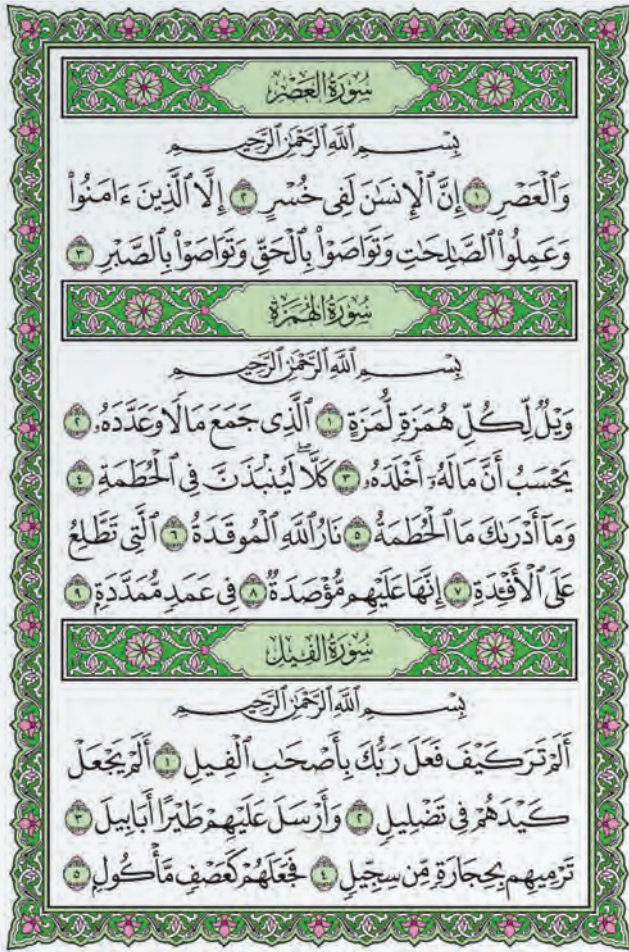 سُورَةُ العَصْرِ
بِسْمِ ٱللَّهِ ٱلرَّحْمَٰنِ ٱلرَّحِيمِ
وَٱلْعَصْرِ ١ إِنَّ ٱلْإِنسَٰنَ لَفِى خُسْرٍ ٢ إِلَّا ٱلَّذِينَ ءَامَنُوا۟
وَعَمِلُوا۟ ٱلصَّٰلِحَٰتِ وَتَوَاصَوْا۟ بِٱلْحَقِّ وَتَوَاصَوْا۟ بِٱلصَّبْرِ ٣
سُورَةُ الهُمَزَةِ
بِسْمِ ٱللَّهِ ٱلرَّحْمَٰنِ ٱلرَّحِيمِ
وَيْلٌ لِّكُلِّ هُمَزَةٍ لُّمَزَةٍ ١ ٱلَّذِى جَمَعَ مَالًا وَعَدَّدَهُۥ ٢
يَحْسَبُ أَنَّ مَالَهُۥٓ أَخْلَدَهُۥ ٣ كَلَّا ۖ لَيُنۢبَذَنَّ فِى ٱلْحُطَمَةِ ٤
وَمَآ أَدْرَىٰكَ مَا ٱلْحُطَمَةُ ٥ نَارُ ٱللَّهِ ٱلْمُوقَدَةُ ٦ ٱلَّتِى تَطَّلِعُ
عَلَى ٱلْأَفْـِٔدَةِ ٧ إِنَّهَا عَلَيْهِم مُّؤْصَدَةٌ ٨ فِى عَمَدٍ مُّمَدَّدَةٍۭ ٩
سُورَةُ الفِيلِ
بِسْمِ ٱللَّهِ ٱلرَّحْمَٰنِ ٱلرَّحِيمِ
أَلَمْ تَرَ كَيْفَ فَعَلَ رَبُّكَ بِأَصْحَٰبِ ٱلْفِيلِ ١ أَلَمْ يَجْعَلْ
كَيْدَهُمْ فِى تَضْلِيلٍ ٢ وَأَرْسَلَ عَلَيْهِمْ طَيْرًا أَبَابِيلَ ٣
تَرْمِيهِم بِحِجَارَةٍ مِّن سِجِّيلٍ ٤ فَجَعَلَهُمْ كَعَصْفٍ مَّأْكُولٍۭ ٥